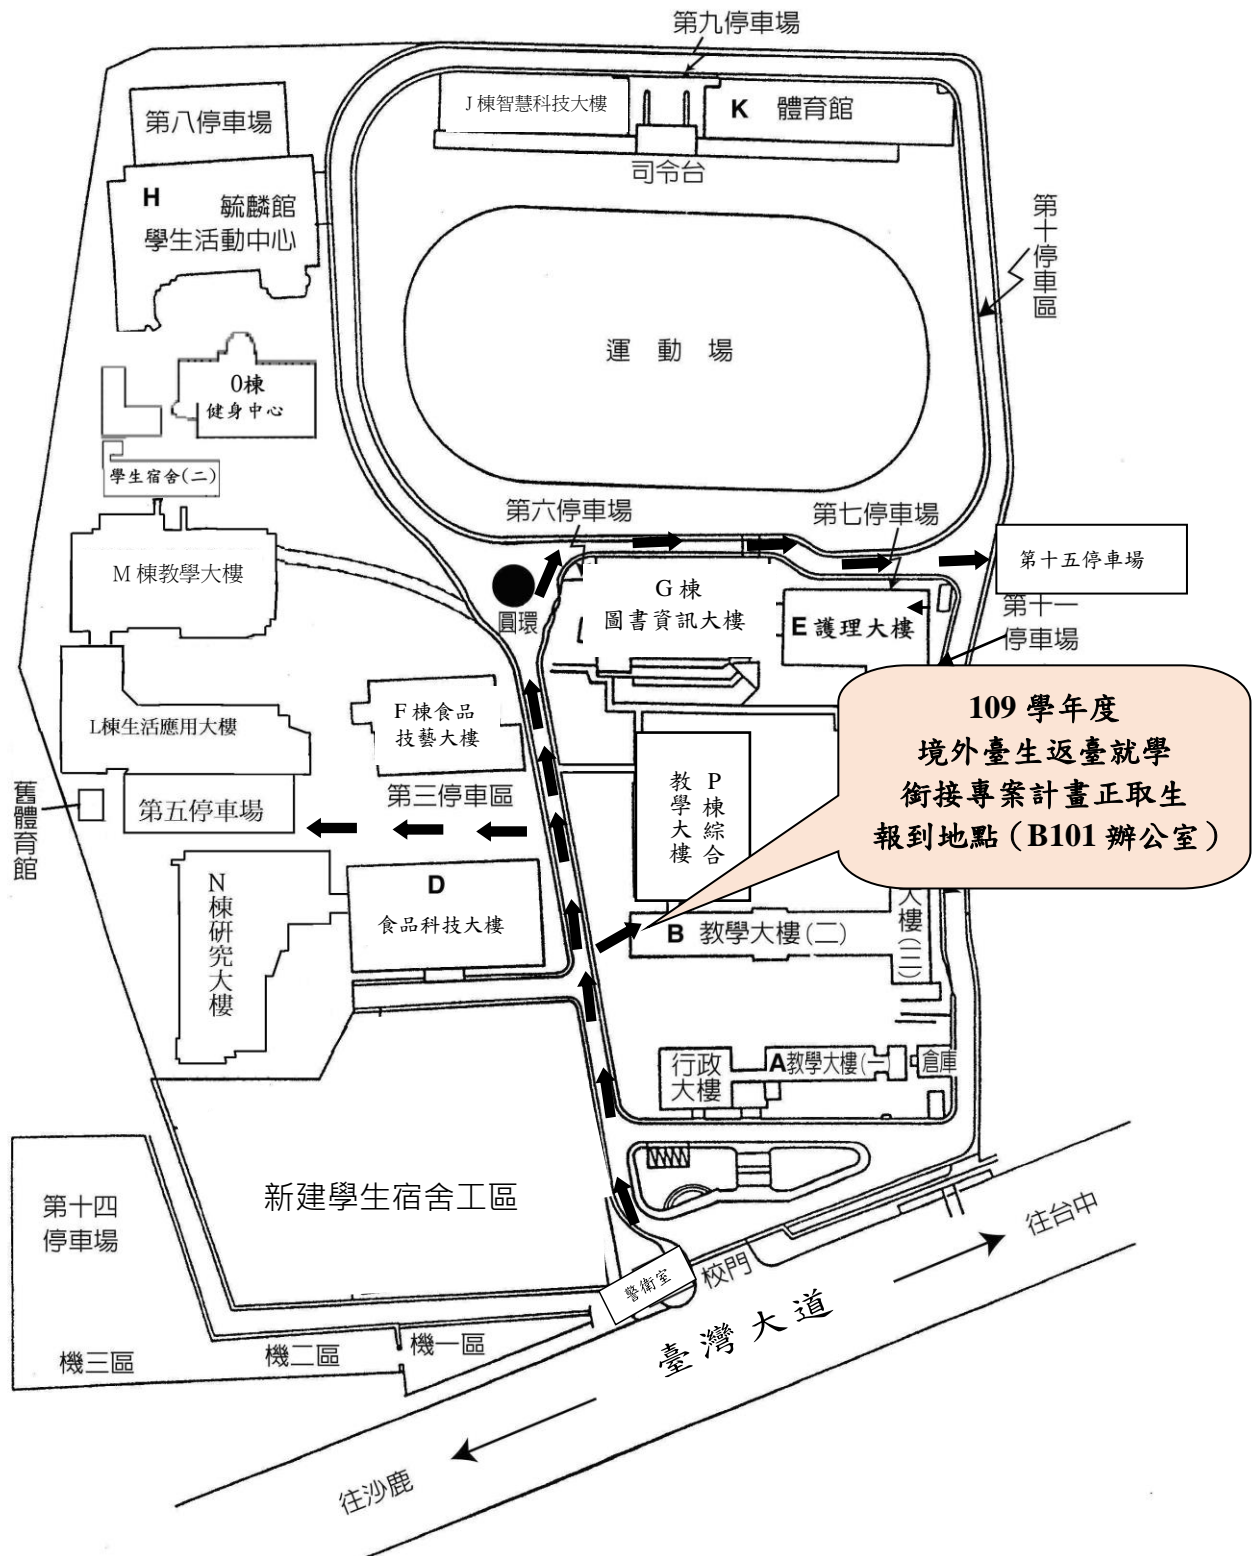 第九停車場
J棟智慧科技大樓
K 體育館
第八停車場
司令台
H 毓麟館
學生活動中心
第十停車區
運動場
O棟
健身中心
學生宿舍(二)
第六停車場
第七停車場
M棟教學大樓
第十五停車場
G棟
圖書資訊大樓
圓環
E護理大樓
第十一
停車場
F棟食品
技藝大樓
L棟生活應用大樓
109 學年度
境外臺生返臺就學
銜接專案計畫正取生
報到地點（B101 辦公室）
P棟綜合
教學大樓
第三停車區
舊體育館
第五停車場
N棟研究大樓
D
食品科技大樓
B 教學大樓(二)
大樓(三)
行政
大樓
A教學大樓(一)
倉庫
新建學生宿舍工區
第十四
停車場
往台中
校門
警衛室
臺灣大道
機一區
機二區
機三區
往沙鹿